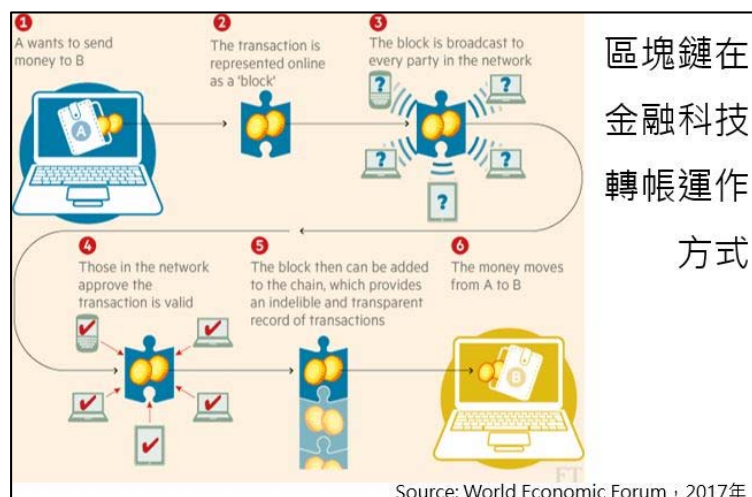 1
A wants to send
money to B
A
2
The transaction is
represented online
as a 'block'
3
The block is broadcast to
every party in the network
?
?
?
?
?
區塊鏈在
金融科技
轉帳運作
方式
4
Those in the network
approve the
transaction is valid
5
The block then can be added
to the chain, which provides
an indelible and transparent
record of transactions
6
The money moves
from A to B
B
FT
Source: World Economic Forum，2017年